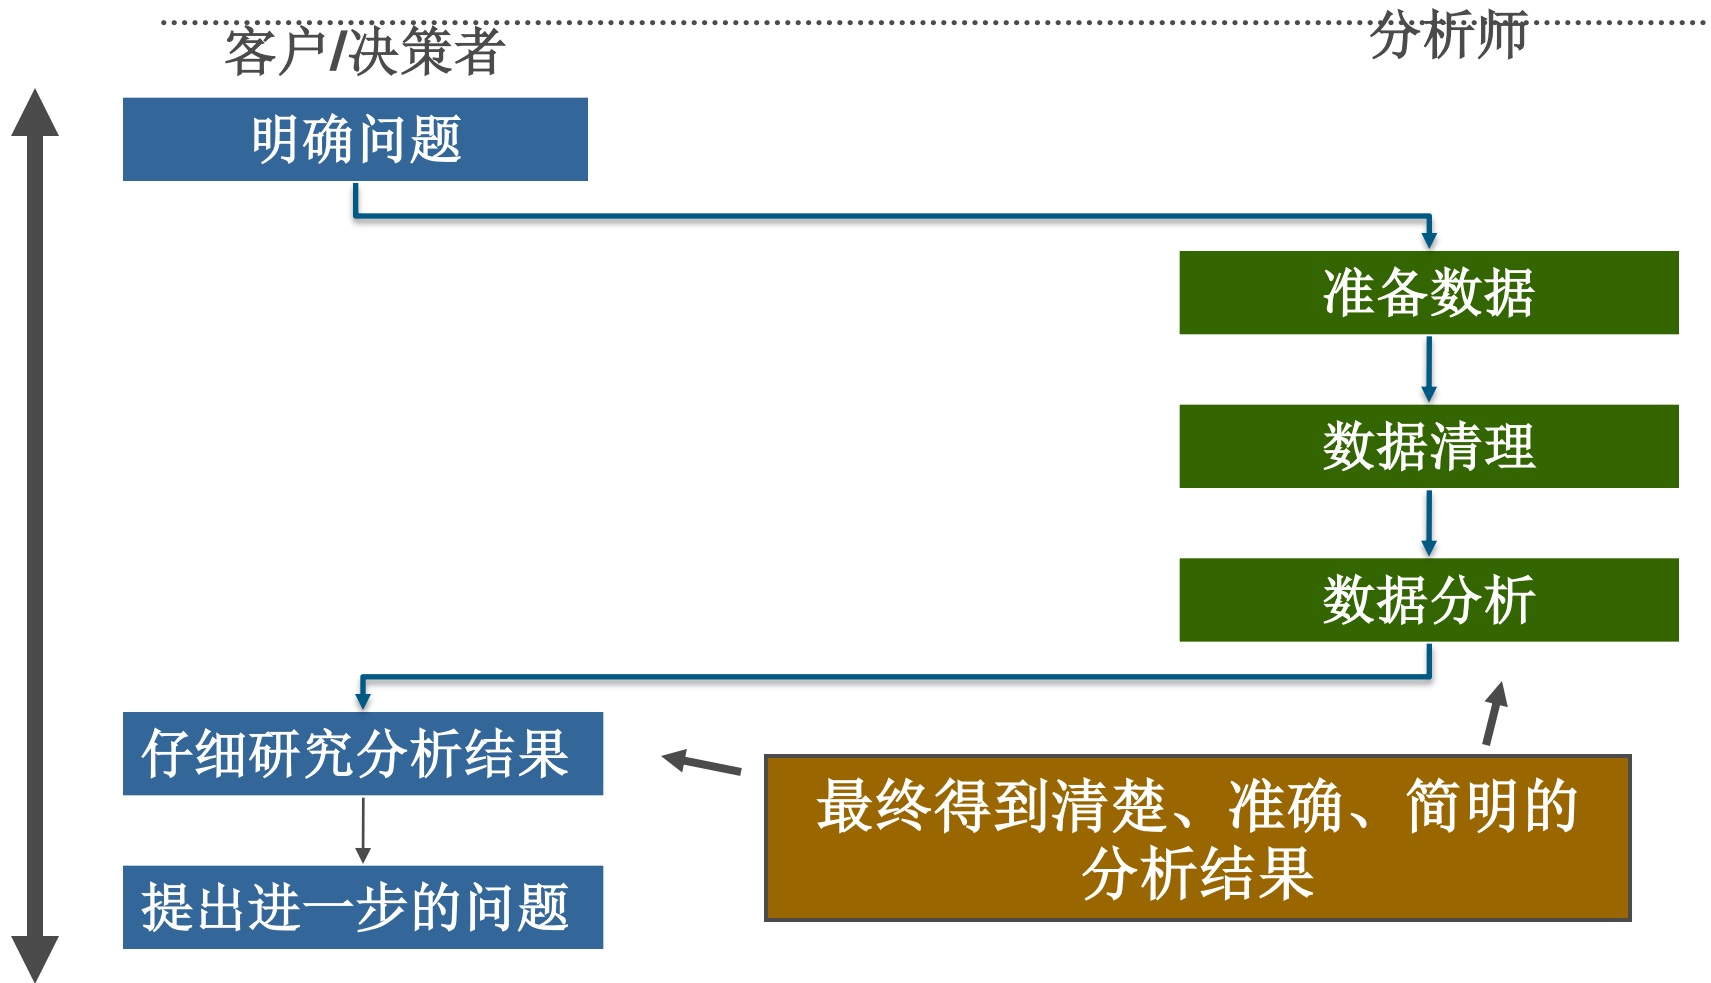 客户/决策者
分析师
明确问题
准备数据
数据清理
数据分析
仔细研究分析结果
最终得到清楚、准确、简明的
分析结果
提出进一步的问题